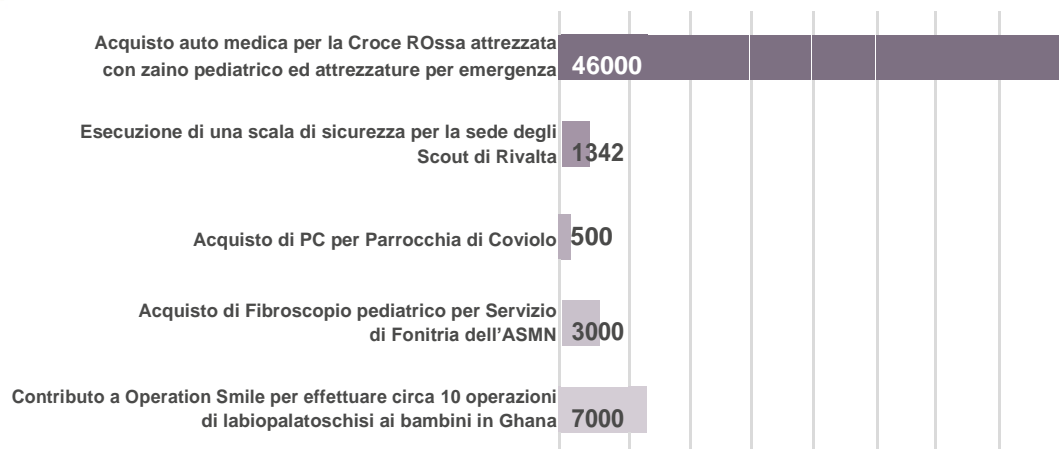 Acquisto auto medica per la Croce ROssa attrezzata
con zaino pediatrico ed attrezzature per emergenza
46000
Esecuzione di una scala di sicurezza per la sede degli
Scout di Rivalta
1342
Acquisto di PC per Parrocchia di Coviolo
500
Acquisto di Fibroscopio pediatrico per Servizio
di Fonitria dell'ASMN
3000
Contributo a Operation Smile per effettuare circa 10 operazioni
di labiopalatoschisi ai bambini in Ghana
7000